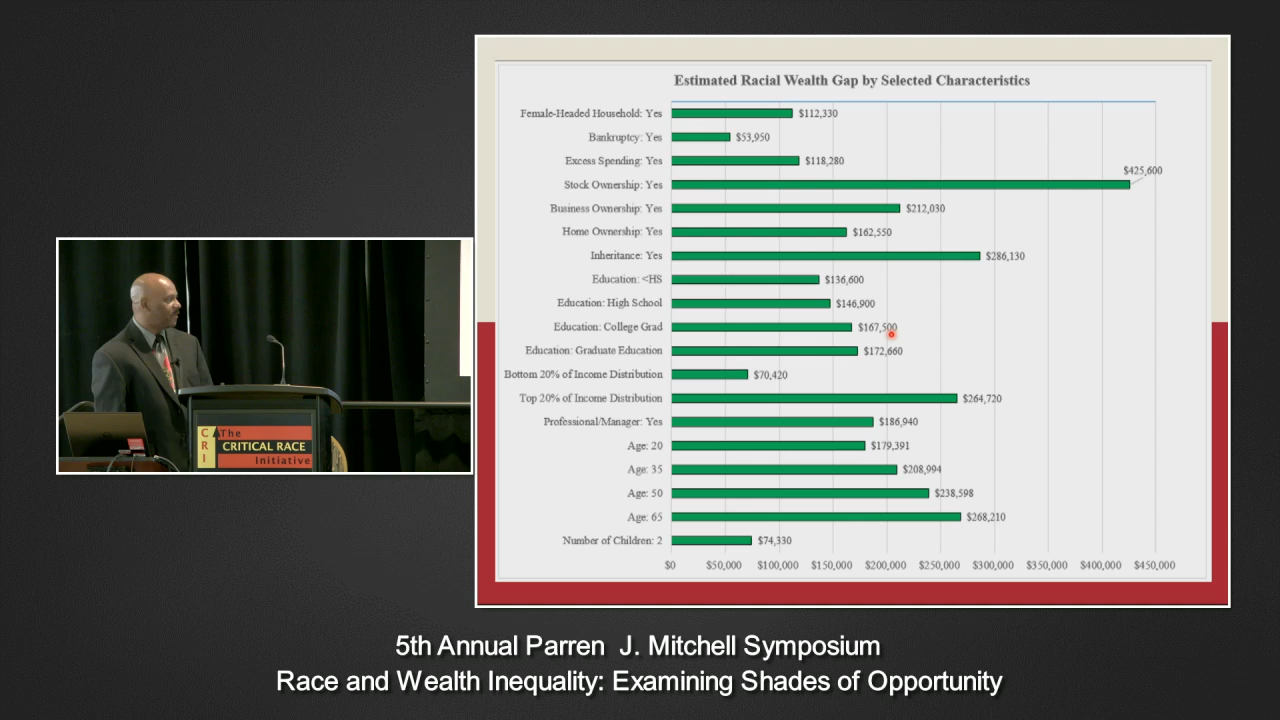 Estimated Racial Wealth Gap by Selected Characteristics
Female-Headed Household: Yes $112,330
Bankruptcy: Yes $53,950
Excess Spending: Yes $118,280
Stock Ownership: Yes $425,600
Business Ownership: Yes $212,030
Home Ownership: Yes $162,550
Inheritance: Yes $286,130
Education: <HS $136,600
Education: High School $146,900
Education: College Grad $167,500
Education: Graduate Education $172,660
Bottom 20% of Income Distribution $70,420
Top 20% of Income Distribution $264,720
Professional/Manager: Yes $186,940
Age: 20 $179,391
Age: 35 $208,994
Age: 50 $238,598
Age: 65 $268,210
Number of Children: 2 $74,330
$0 $50,000 $100,000 $150,000 $200,000 $250,000 $300,000 $350,000 $400,000 $450,000
CRI
The
CRITICAL RACE
Initiative
5th Annual Parren J. Mitchell Symposium
Race and Wealth Inequality: Examining Shades of Opportunity